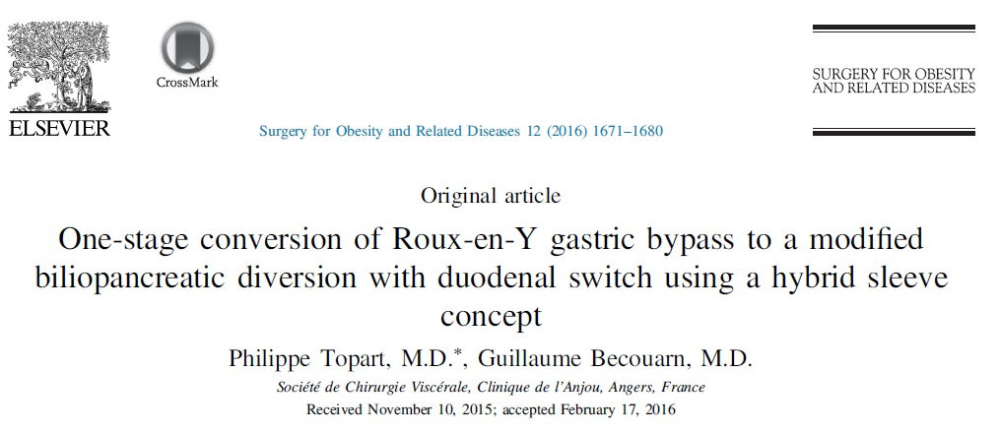 ELSEVIER
CrossMark
SURGERY FOR OBESITY
AND RELATED DISEASES
Surgery for Obesity and Related Diseases 12 (2016) 1671–1680
Original article
One-stage conversion of Roux-en-Y gastric bypass to a modified
biliopancreatic diversion with duodenal switch using a hybrid sleeve
concept
Philippe Topart, M.D.*, Guillaume Becouarn, M.D.
Société de Chirurgie Viscérale, Clinique de l'Anjou, Angers, France
Received November 10, 2015; accepted February 17, 2016